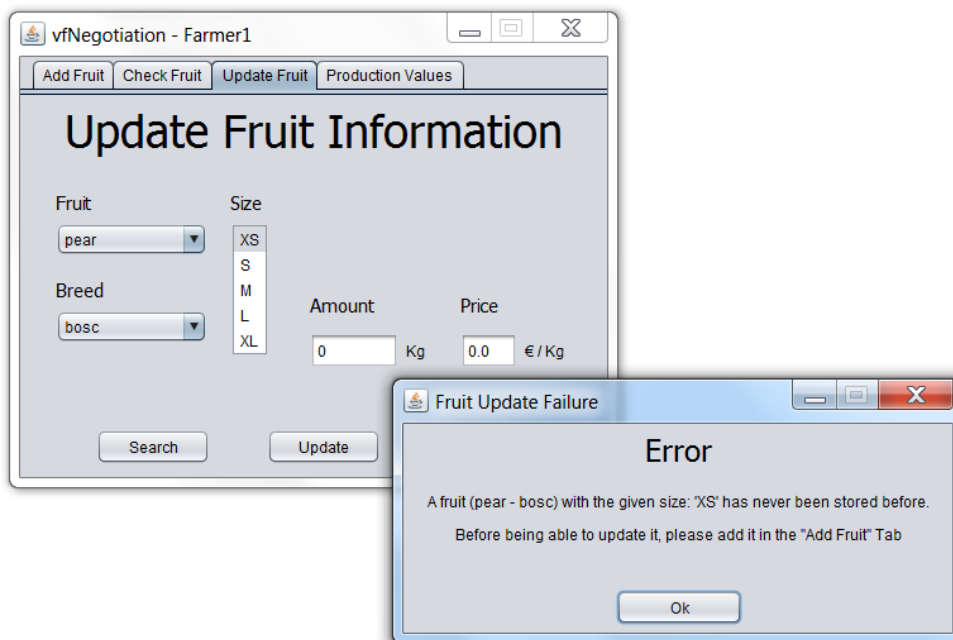 vfNegotiation - Farmer1
Add Fruit Check Fruit Update Fruit Production Values
Update Fruit Information
Fruit Size
pear
XS
S
M
L
XL
Breed
bosc
Amount Price
0 Kg 0.0 €/Kg
Search Update
Fruit Update Failure
Error
A fruit (pear - bosc) with the given size: 'XS' has never been stored before.
Before being able to update it, please add it in the "Add Fruit" Tab
Ok